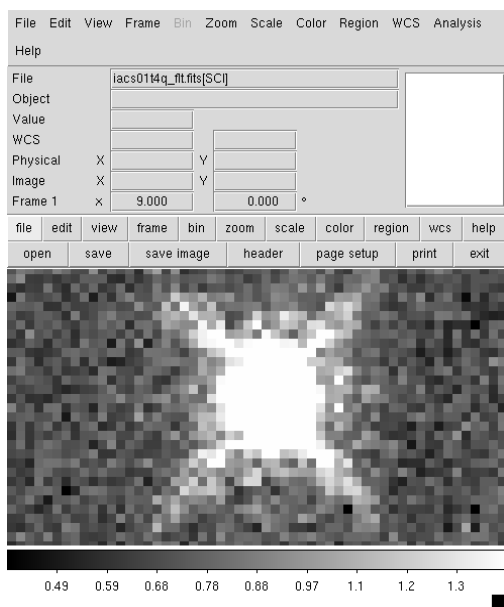 File Edit View Frame Bin Zoom Scale Color Region WCS Analysis
Help
File iacs01t4q_flt.fits[SCI]
Object
Value
WCS
Physical X Y
Image X Y
Frame 1 x 9.000 0.000 °
file edit view frame bin zoom scale color region wcs help
open save save image header page setup print exit
0.49 0.59 0.68 0.78 0.88 0.97 1.1 1.2 1.3